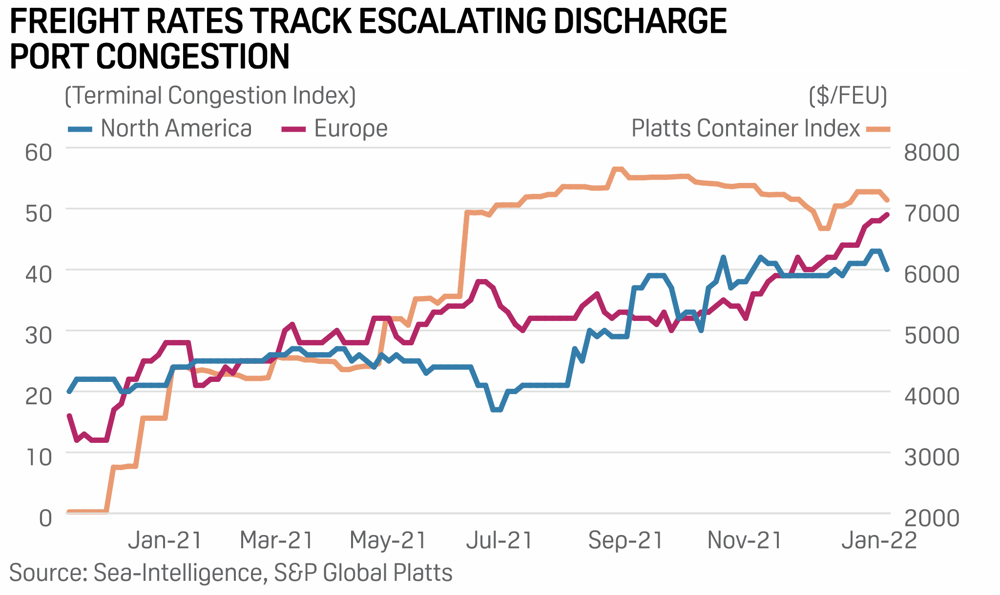 FREIGHT RATES TRACK ESCALATING DISCHARGE
PORT CONGESTION
(Terminal Congestion Index) ($/FEU)
North America Europe Platts Container Index
60 8000
50 7000
40 6000
30 5000
20 4000
10 3000
0 2000
Jan-21 Mar-21 May-21 Jul-21 Sep-21 Nov-21 Jan-22
Source: Sea-Intelligence, S&P Global Platts